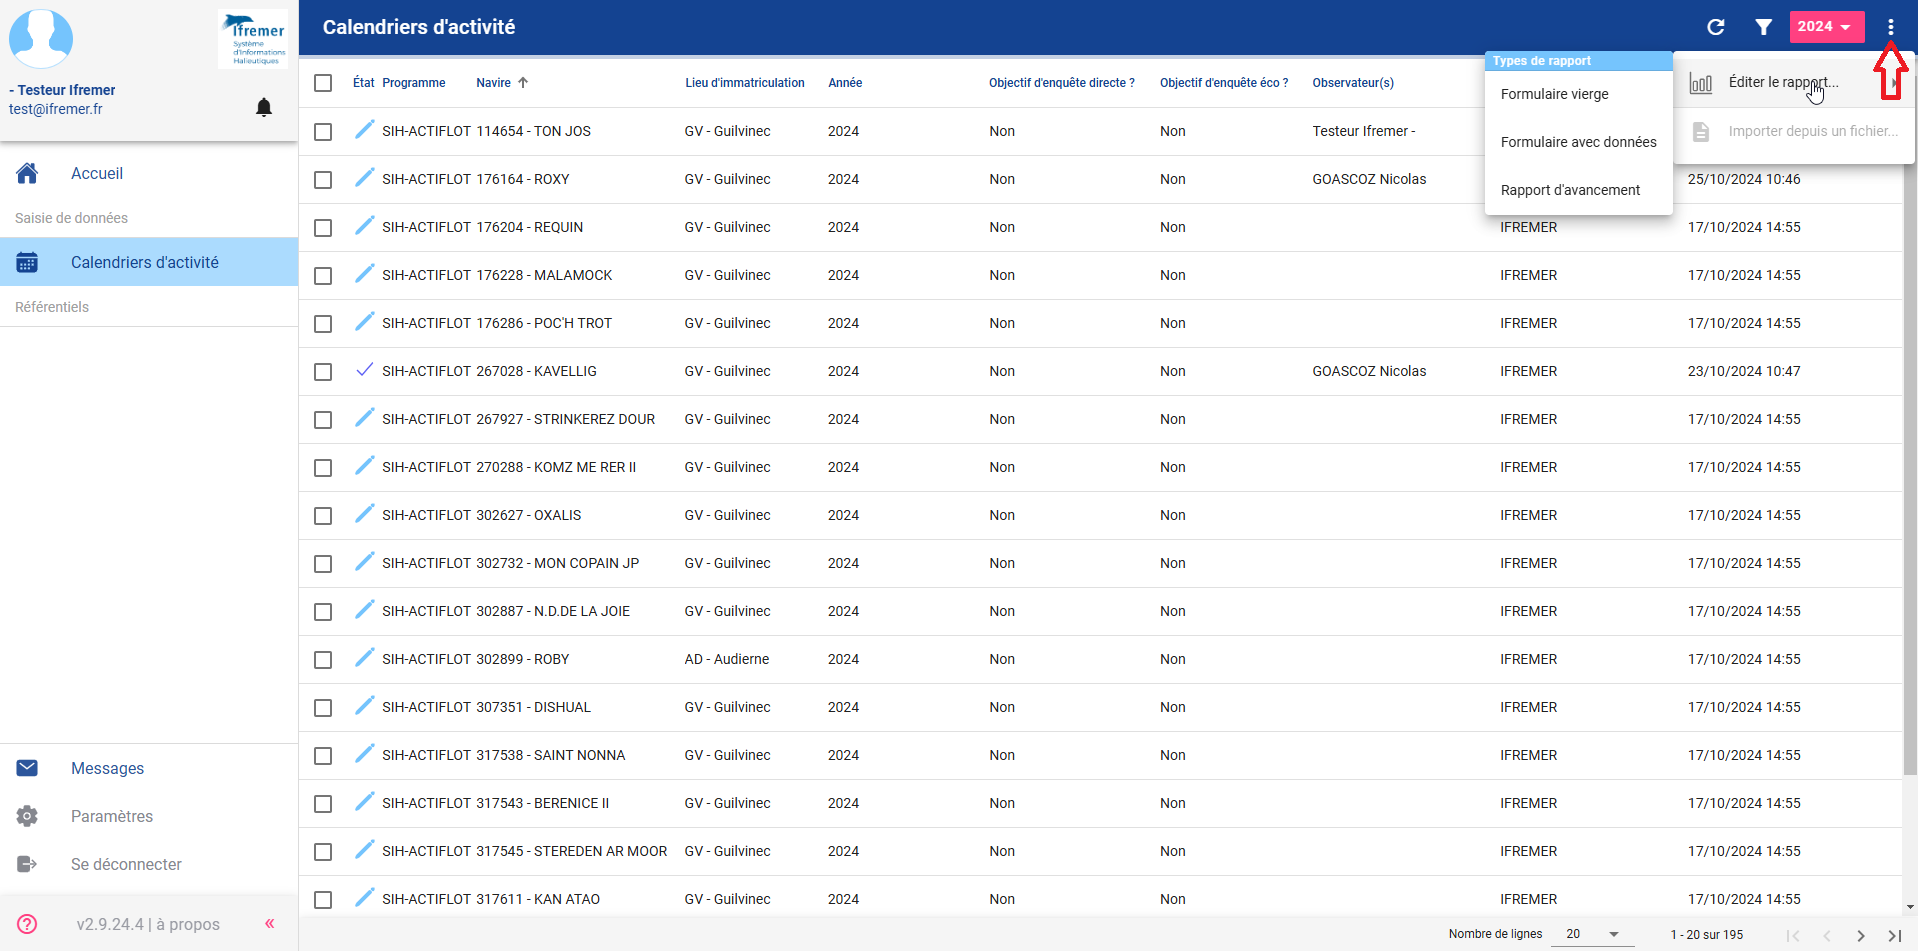 Ifremer
Système
d'Informations
Halieutiques
- Testeur Ifremer
test@ifremer.fr
Accueil
Saisie de données
Calendriers d'activité
Référentiels
Messages
Paramètres
Se déconnecter
v2.9.24.4 | à propos
Calendriers d'activité
2024
Types de rapport
Formulaire vierge
Formulaire avec données
Rapport d'avancement
Éditer le rapport...
Importer depuis un fichier...
État Programme Navire Lieu d'immatriculation Année Objectif d'enquête directe ? Objectif d'enquête éco ? Observateur(s)
SIH-ACTIFLOT 114654 - TON JOS GV - Guilvinec 2024 Non Non Testeur Ifremer -
SIH-ACTIFLOT 176164 - ROXY GV - Guilvinec 2024 Non Non GOASCOZ Nicolas 25/10/2024 10:46
SIH-ACTIFLOT 176204 - REQUIN GV - Guilvinec 2024 Non Non IFREMER 17/10/2024 14:55
SIH-ACTIFLOT 176228 - MALAMOCK GV - Guilvinec 2024 Non Non IFREMER 17/10/2024 14:55
SIH-ACTIFLOT 176286 - POC'H TROT GV - Guilvinec 2024 Non Non IFREMER 17/10/2024 14:55
SIH-ACTIFLOT 267028 - KAVELLIG GV - Guilvinec 2024 Non Non GOASCOZ Nicolas IFREMER 23/10/2024 10:47
SIH-ACTIFLOT 267927 - STRINKEREZ DOUR GV - Guilvinec 2024 Non Non IFREMER 17/10/2024 14:55
SIH-ACTIFLOT 270288 - KOMZ ME RER II GV - Guilvinec 2024 Non Non IFREMER 17/10/2024 14:55
SIH-ACTIFLOT 302627 - OXALIS GV - Guilvinec 2024 Non Non IFREMER 17/10/2024 14:55
SIH-ACTIFLOT 302732 - MON COPAIN JP GV - Guilvinec 2024 Non Non IFREMER 17/10/2024 14:55
SIH-ACTIFLOT 302887 - N.D.DE LA JOIE GV - Guilvinec 2024 Non Non IFREMER 17/10/2024 14:55
SIH-ACTIFLOT 302899 - ROBY AD - Audierne 2024 Non Non IFREMER 17/10/2024 14:55
SIH-ACTIFLOT 307351 - DISHUAL GV - Guilvinec 2024 Non Non IFREMER 17/10/2024 14:55
SIH-ACTIFLOT 317538 - SAINT NONNA GV - Guilvinec 2024 Non Non IFREMER 17/10/2024 14:55
SIH-ACTIFLOT 317543 - BERENICE II GV - Guilvinec 2024 Non Non IFREMER 17/10/2024 14:55
SIH-ACTIFLOT 317545 - STEREDEN AR MOOR GV - Guilvinec 2024 Non Non IFREMER 17/10/2024 14:55
SIH-ACTIFLOT 317611 - KAN ATAO GV - Guilvinec 2024 Non Non IFREMER 17/10/2024 14:55
Nombre de lignes 20 1 - 20 sur 195